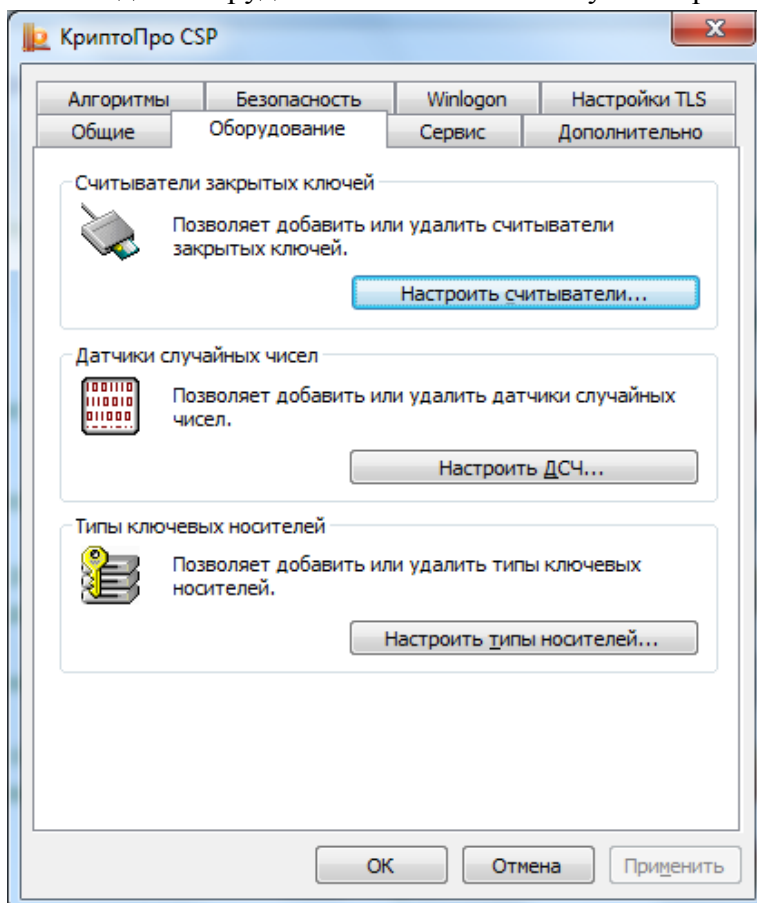 КриптоПро CSP
Алгоритмы Безопасность Winlogon Настройки TLS
Общие Оборудование Сервис Дополнительно
Считыватели закрытых ключей
Позволяет добавить или удалить считыватели
закрытых ключей.
Настроить считыватели...
Датчики случайных чисел
Позволяет добавить или удалить датчики случайных
чисел.
Настроить ДСЧ...
Типы ключевых носителей
Позволяет добавить или удалить типы ключевых
носителей.
Настроить типы носителей...
ОК Отмена Применить